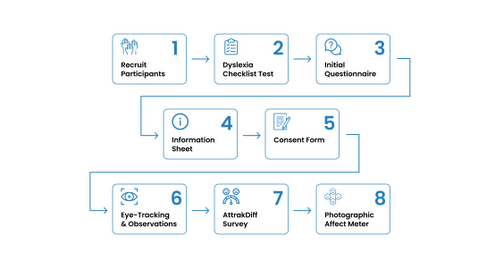 1
Recruit
Participants
2
Dyslexia
Checklist Test
3
Initial
Questionnaire
4
Information
Sheet
5
Consent Form
6
Eye-Tracking
& Observations
7
AttrakDiff
Survey
8
Photographic
Affect Meter